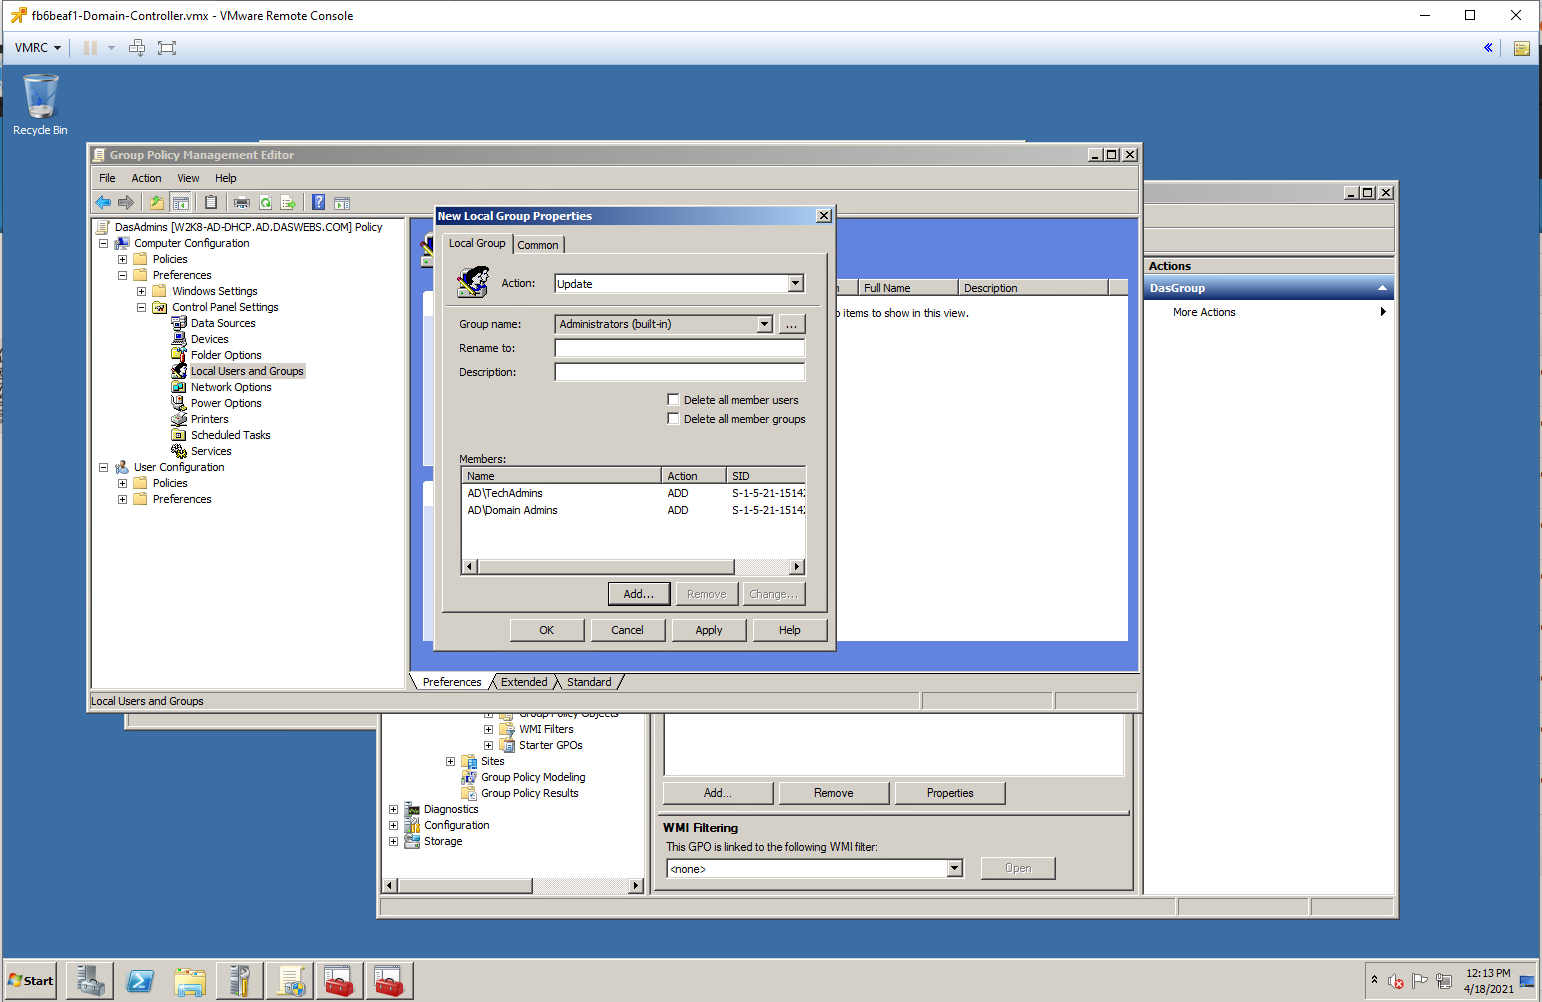 fb6beaf1-Domain-Controller.vmx - VMware Remote Console
VMRC
Recycle Bin
Group Policy Management Editor
File Action View Help
DasAdmins [W2K8-AD-DHCP.AD.DASWEBS.COM] Policy
Computer Configuration
Policies
Preferences
Windows Settings
Control Panel Settings
Data Sources
Devices
Folder Options
Local Users and Groups
Network Options
Power Options
Printers
Scheduled Tasks
Services
User Configuration
Policies
Preferences
New Local Group Properties
Local Group Common
Action: Update
Group name: Administrators (built-in) ...
Rename to:
Description:
Delete all member users
Delete all member groups
Members:
Name Action SID
AD\TechAdmins ADD S-1-5-21-1514
AD\Domain Admins ADD S-1-5-21-1514
Add... Remove Change...
OK Cancel Apply Help
Full Name Description
items to show in this view.
Preferences Extended Standard
Local Users and Groups
Actions
DasGroup
More Actions
Group Policy Objects
WMI Filters
Starter GPOs
Sites
Group Policy Modeling
Group Policy Results
Diagnostics
Configuration
Storage
Add... Remove Properties
WMI Filtering
This GPO is linked to the following WMI filter:
<none> Open
Start
12:13 PM
4/18/2021